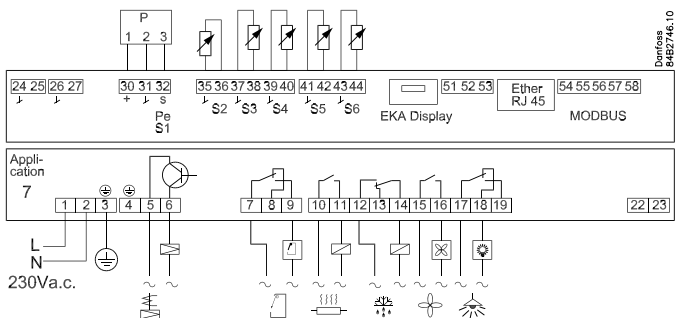 P
1 2 3
Danfoss
84B2746.10
24 25 26 27 30 31 32 35 36 37 38 39 40 41 42 43 44 51 52 53 54 55 56 57 58
+ s S2 S3 S4 S5 S6
Pe
S1
EKA Display
Ether
RJ 45
MODBUS
Appli-
cation
7
1 2 3 4 5 6 7 8 9 10 11 12 13 14 15 16 17 18 19 22 23
L
N
230Va.c.